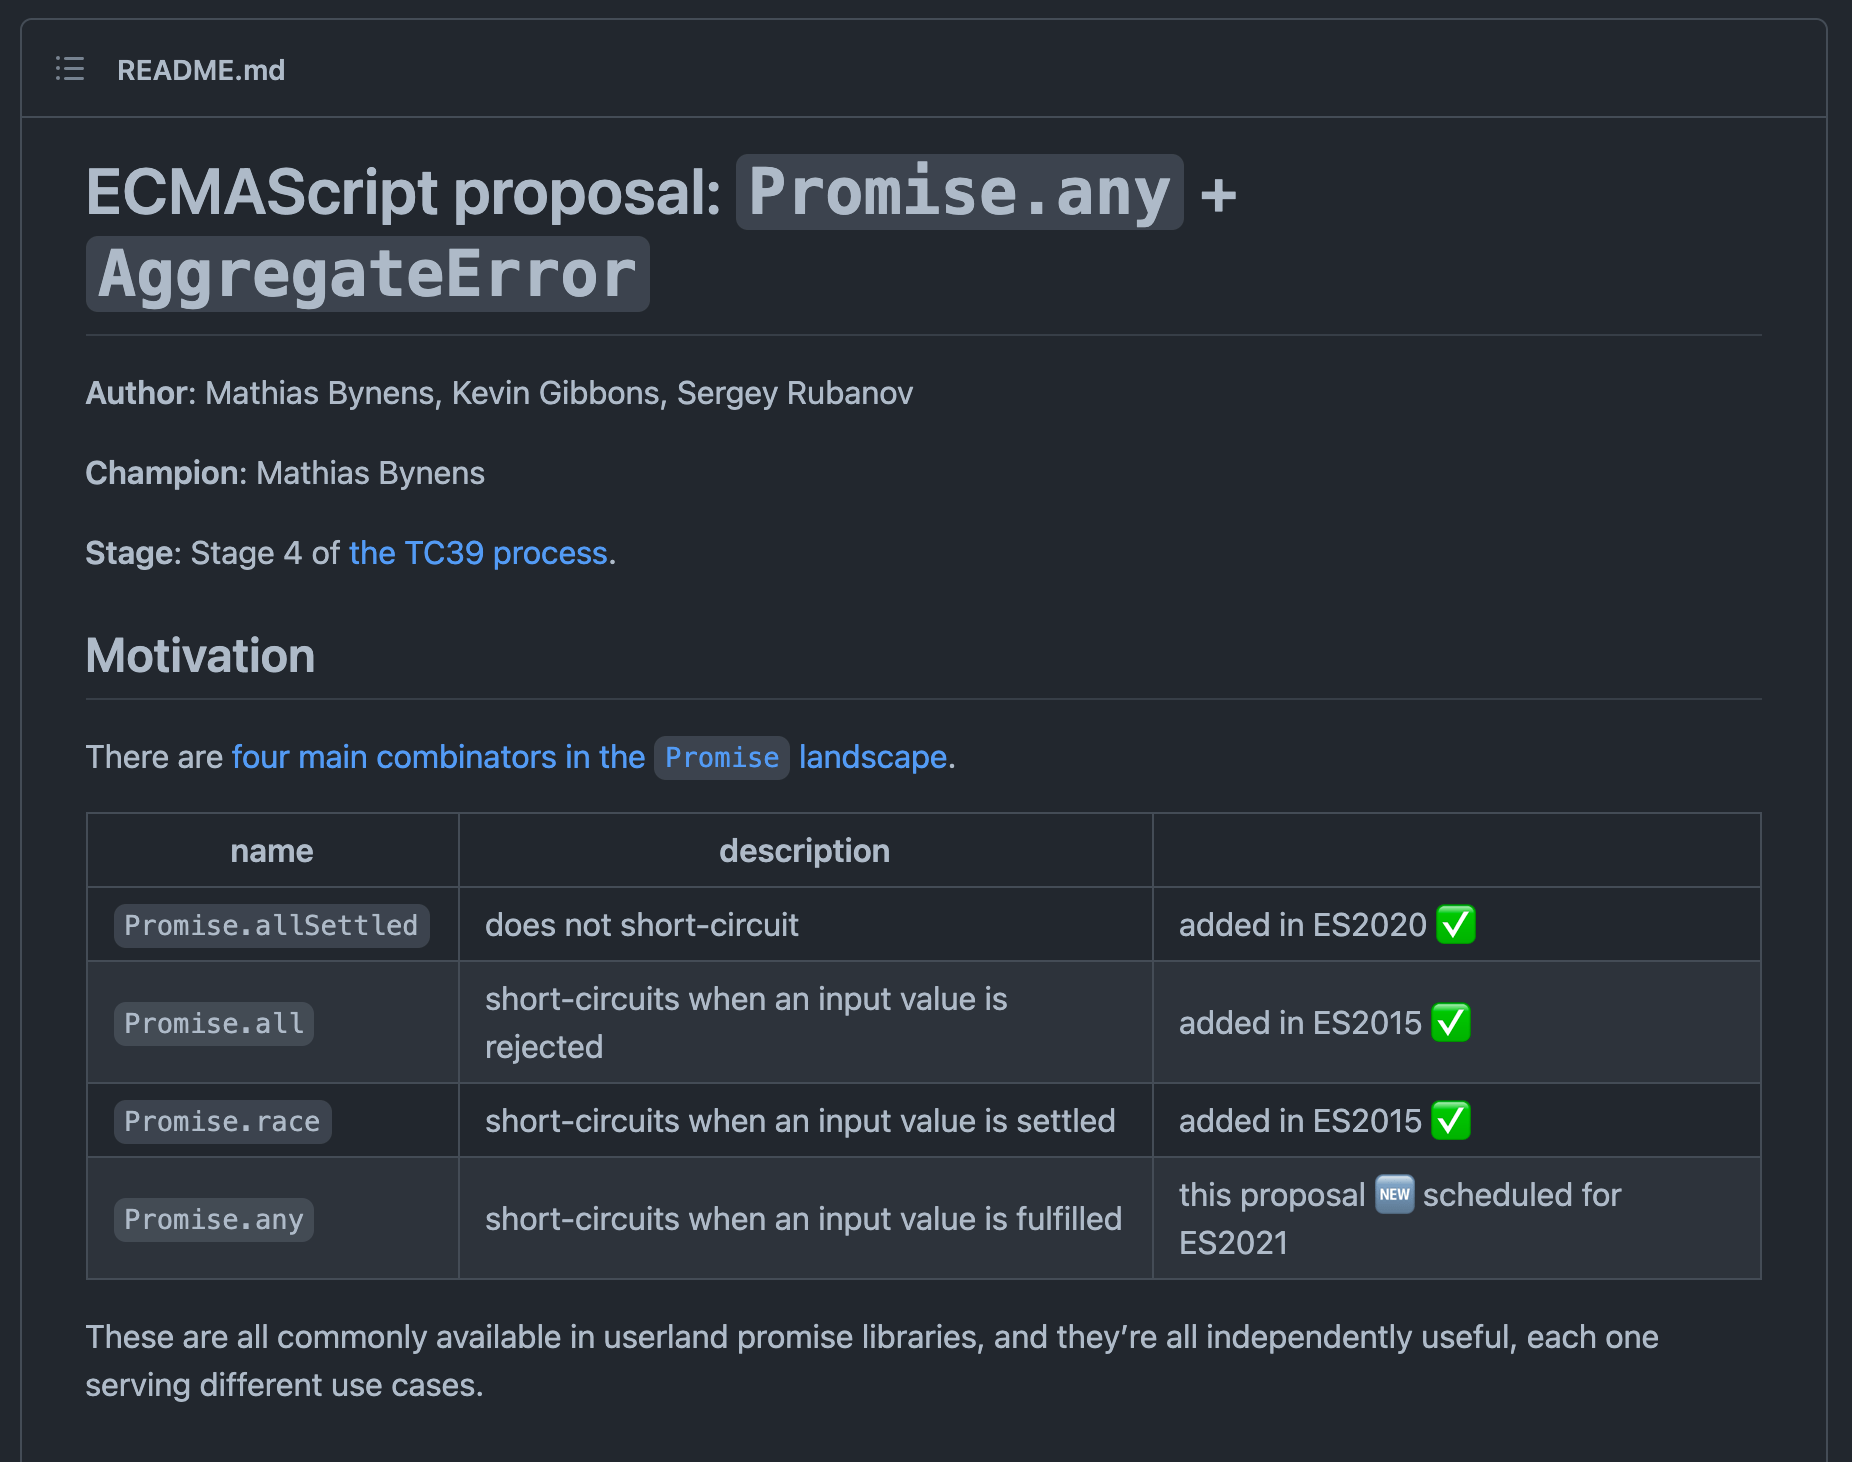 README.md
ECMAScript proposal: Promise.any +
AggregateError
Author: Mathias Bynens, Kevin Gibbons, Sergey Rubanov
Champion: Mathias Bynens
Stage: Stage 4 of the TC39 process.
Motivation
There are four main combinators in the Promise landscape.
name description
Promise.allSettled does not short-circuit added in ES2020 ✅
Promise.all short-circuits when an input value is
rejected added in ES2015 ✅
Promise.race short-circuits when an input value is settled added in ES2015 ✅
Promise.any short-circuits when an input value is fulfilled this proposal 🆕 scheduled for
ES2021
These are all commonly available in userland promise libraries, and they’re all independently useful, each one
serving different use cases.